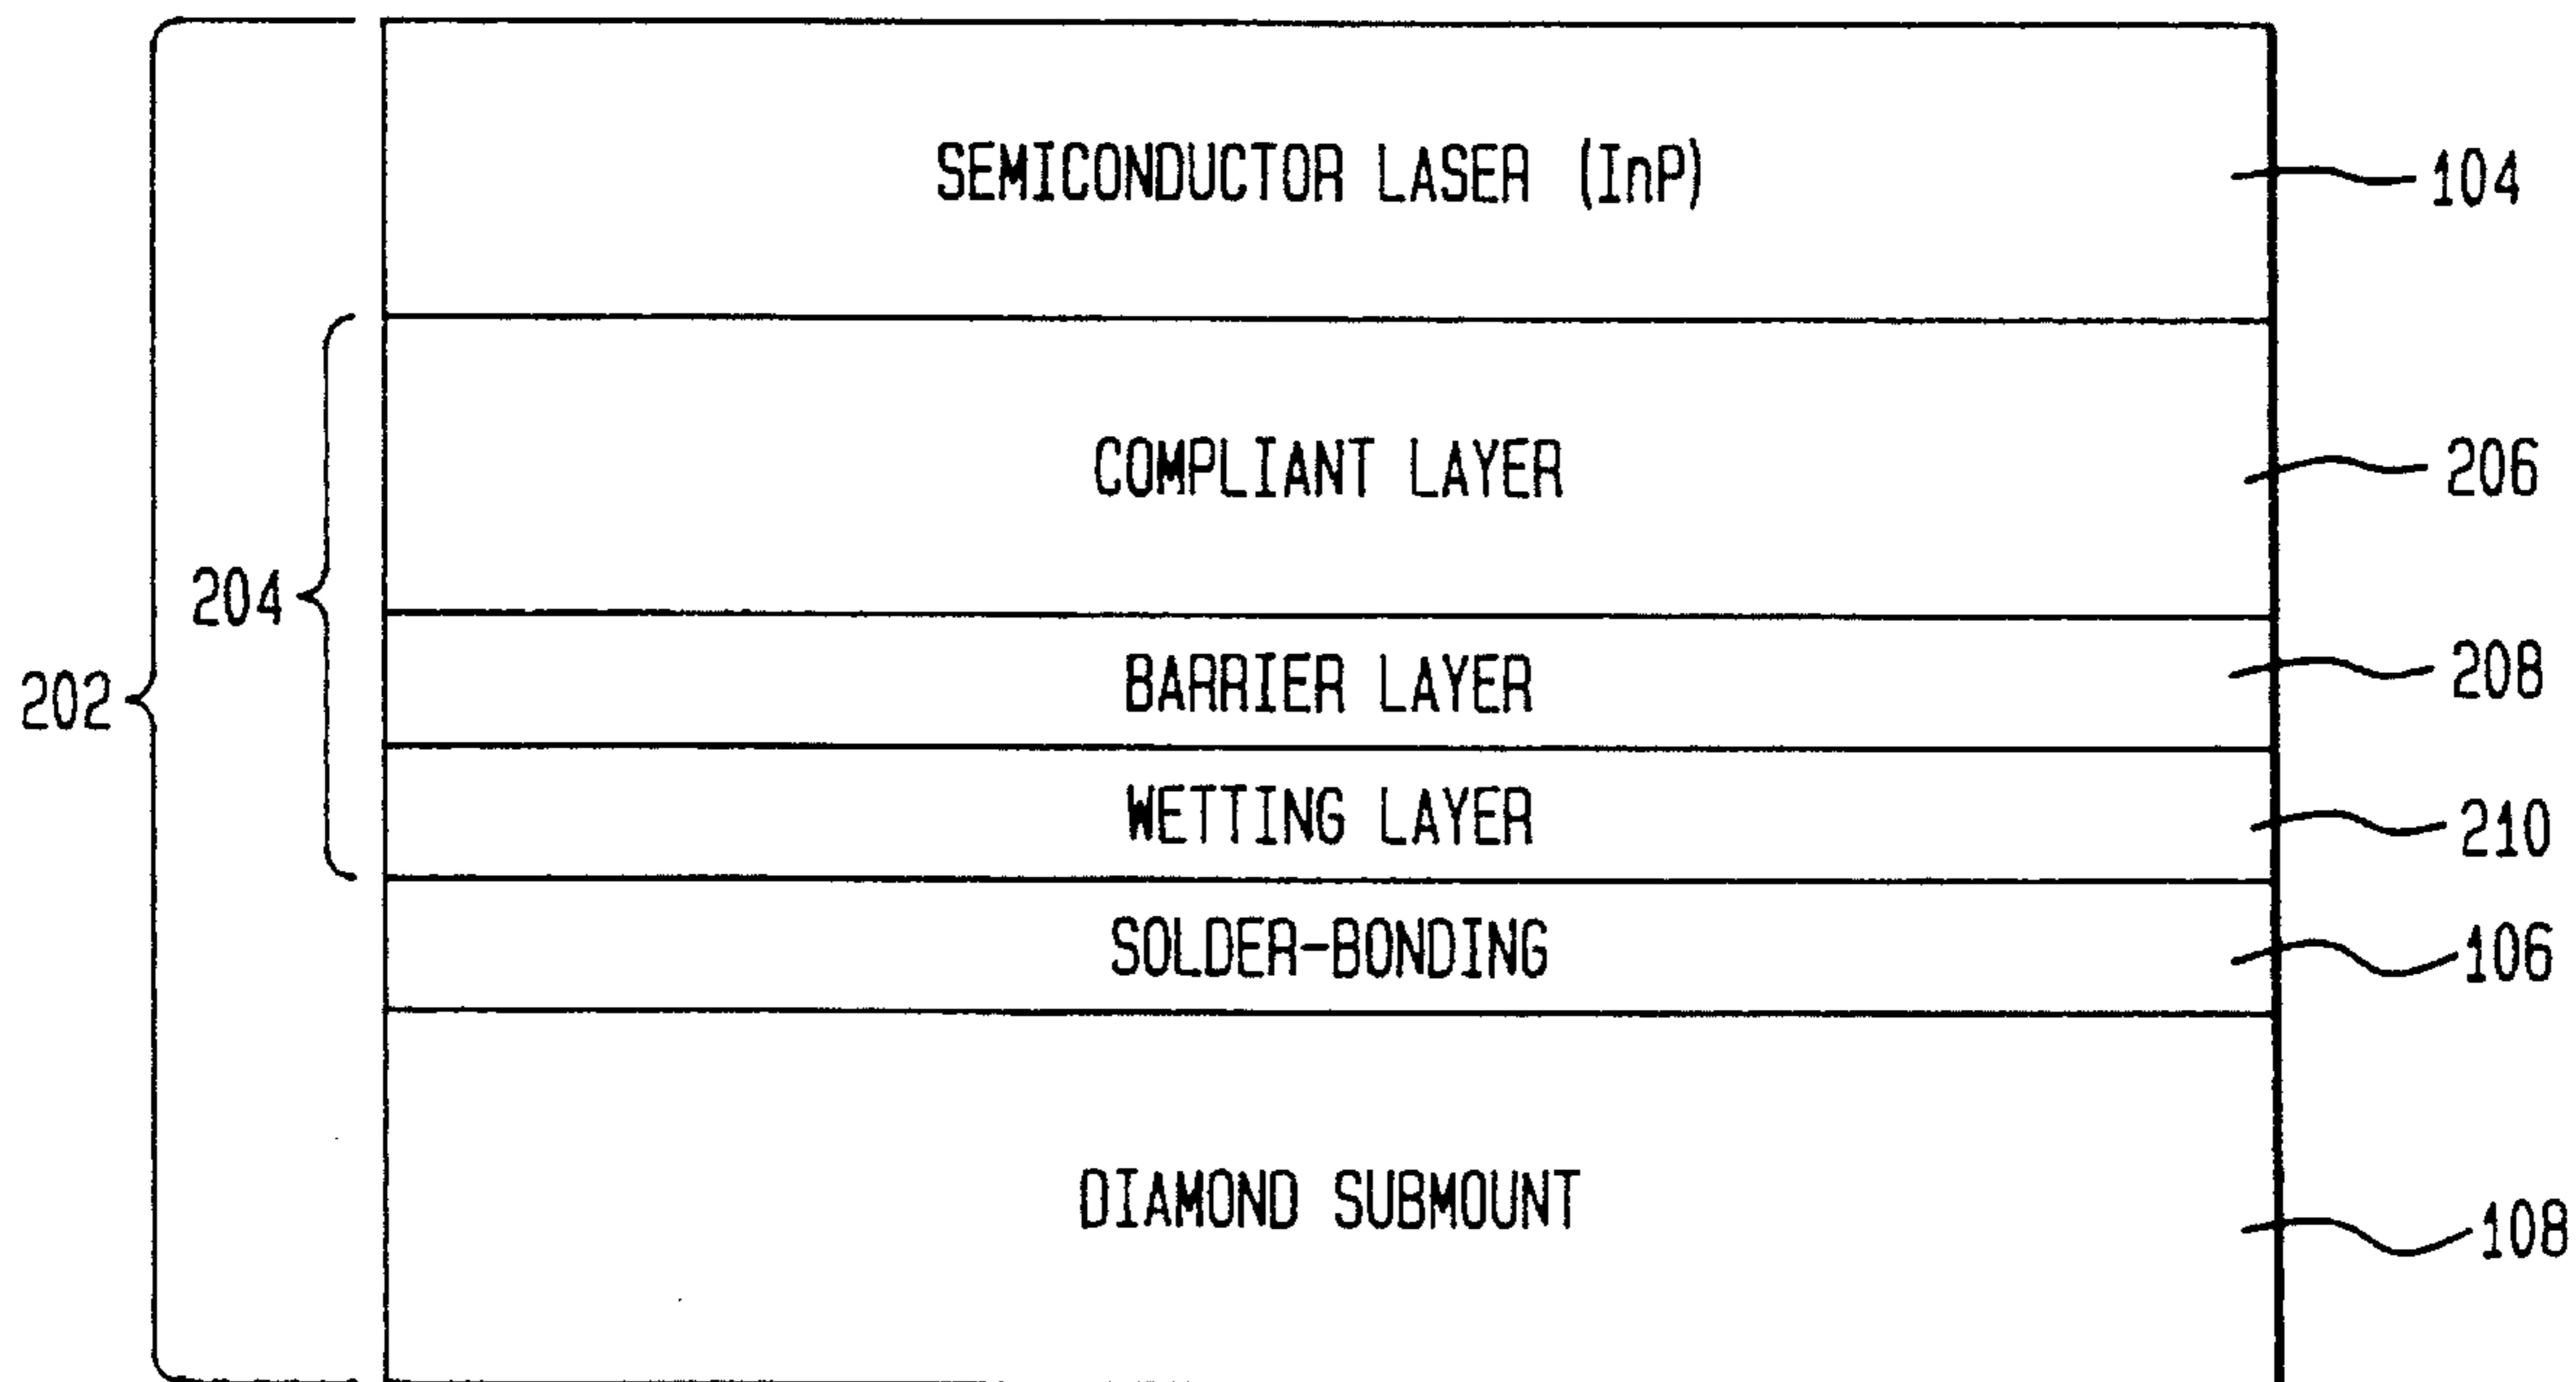 SEMICONDUCTOR LASER (InP)
104
COMPLIANT LAYER
206
204
BARRIER LAYER
208
202
WETTING LAYER
210
SOLDER-BONDING
106
DIAMOND SUBMOUNT
108